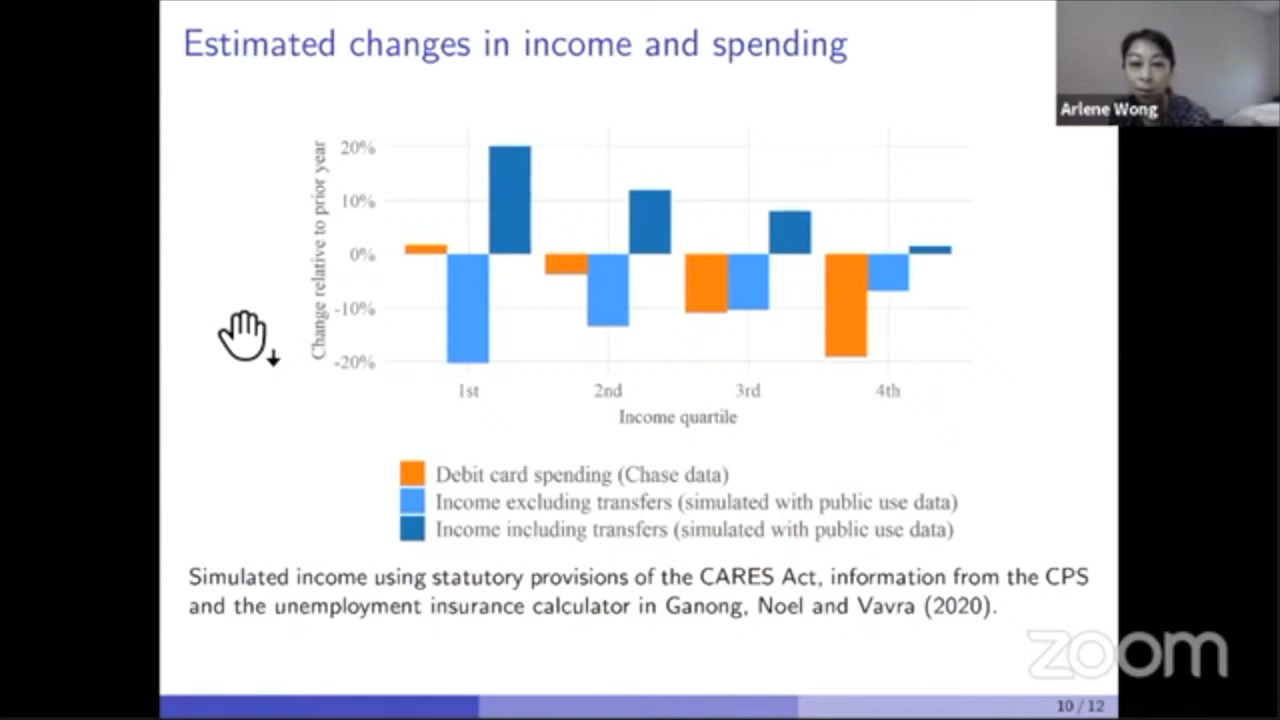 Estimated changes in income and spending
Arlene Wong
Change relative to prior year
20%
10%
0%
-10%
-20%
1st
2nd
3rd
4th
Income quartile
Debit card spending (Chase data)
Income excluding transfers (simulated with public use data)
Income including transfers (simulated with public use data)
Simulated income using statutory provisions of the CARES Act, information from the CPS
and the unemployment insurance calculator in Ganong, Noel and Vavra (2020).
zoom
10 / 12